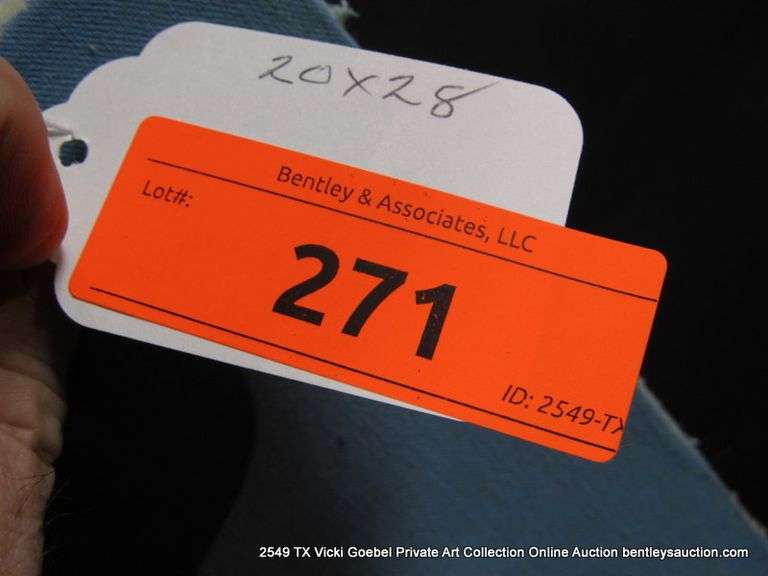 20x28
Bentley & Associates, LLC
Lot#:
271
ID: 2549-TX
2549 TX Vicki Goebel Private Art Collection Online Auction bentleysauction.com